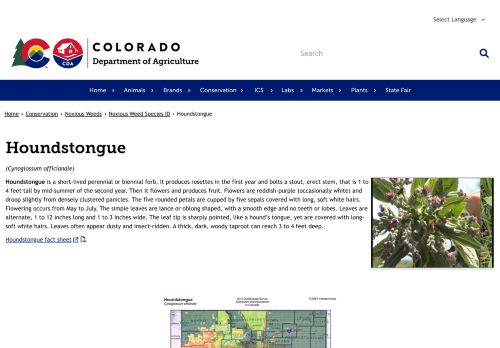 Select Language
COLORADO
Department of Agriculture
CDA
Search
Home Animals Brands Conservation ICS Labs Markets Plants State Fair
Home › Conservation › Noxious Weeds › Noxious Weed Species ID › Houndstongue
Houndstongue
(Cynoglossum officianale)
Houndstongue is a short-lived perennial or biennial forb. It produces rosettes in the first year and bolts a stout, erect stem, that is 1 to
4 feet tall by mid-summer of the second year. Then it flowers and produces fruit. Flowers are reddish-purple (occasionally white) and
droop slightly from densely clustered panicles. The five rounded petals are cupped by five sepals covered with long, soft white hairs.
Flowering occurs from May to July. The simple leaves are lance or oblong shaped, with a smooth edge and no teeth or lobes. Leaves are
alternate, 1 to 12 inches long and 1 to 3 inches wide. The leaf tip is sharply pointed, like a hound's tongue, yet are covered with long-
soft white hairs. Leaves often appear dusty and insect-ridden. A thick, dark, woody taproot can reach 3 to 4 feet deep.
Houndstongue fact sheet
Houndstongue